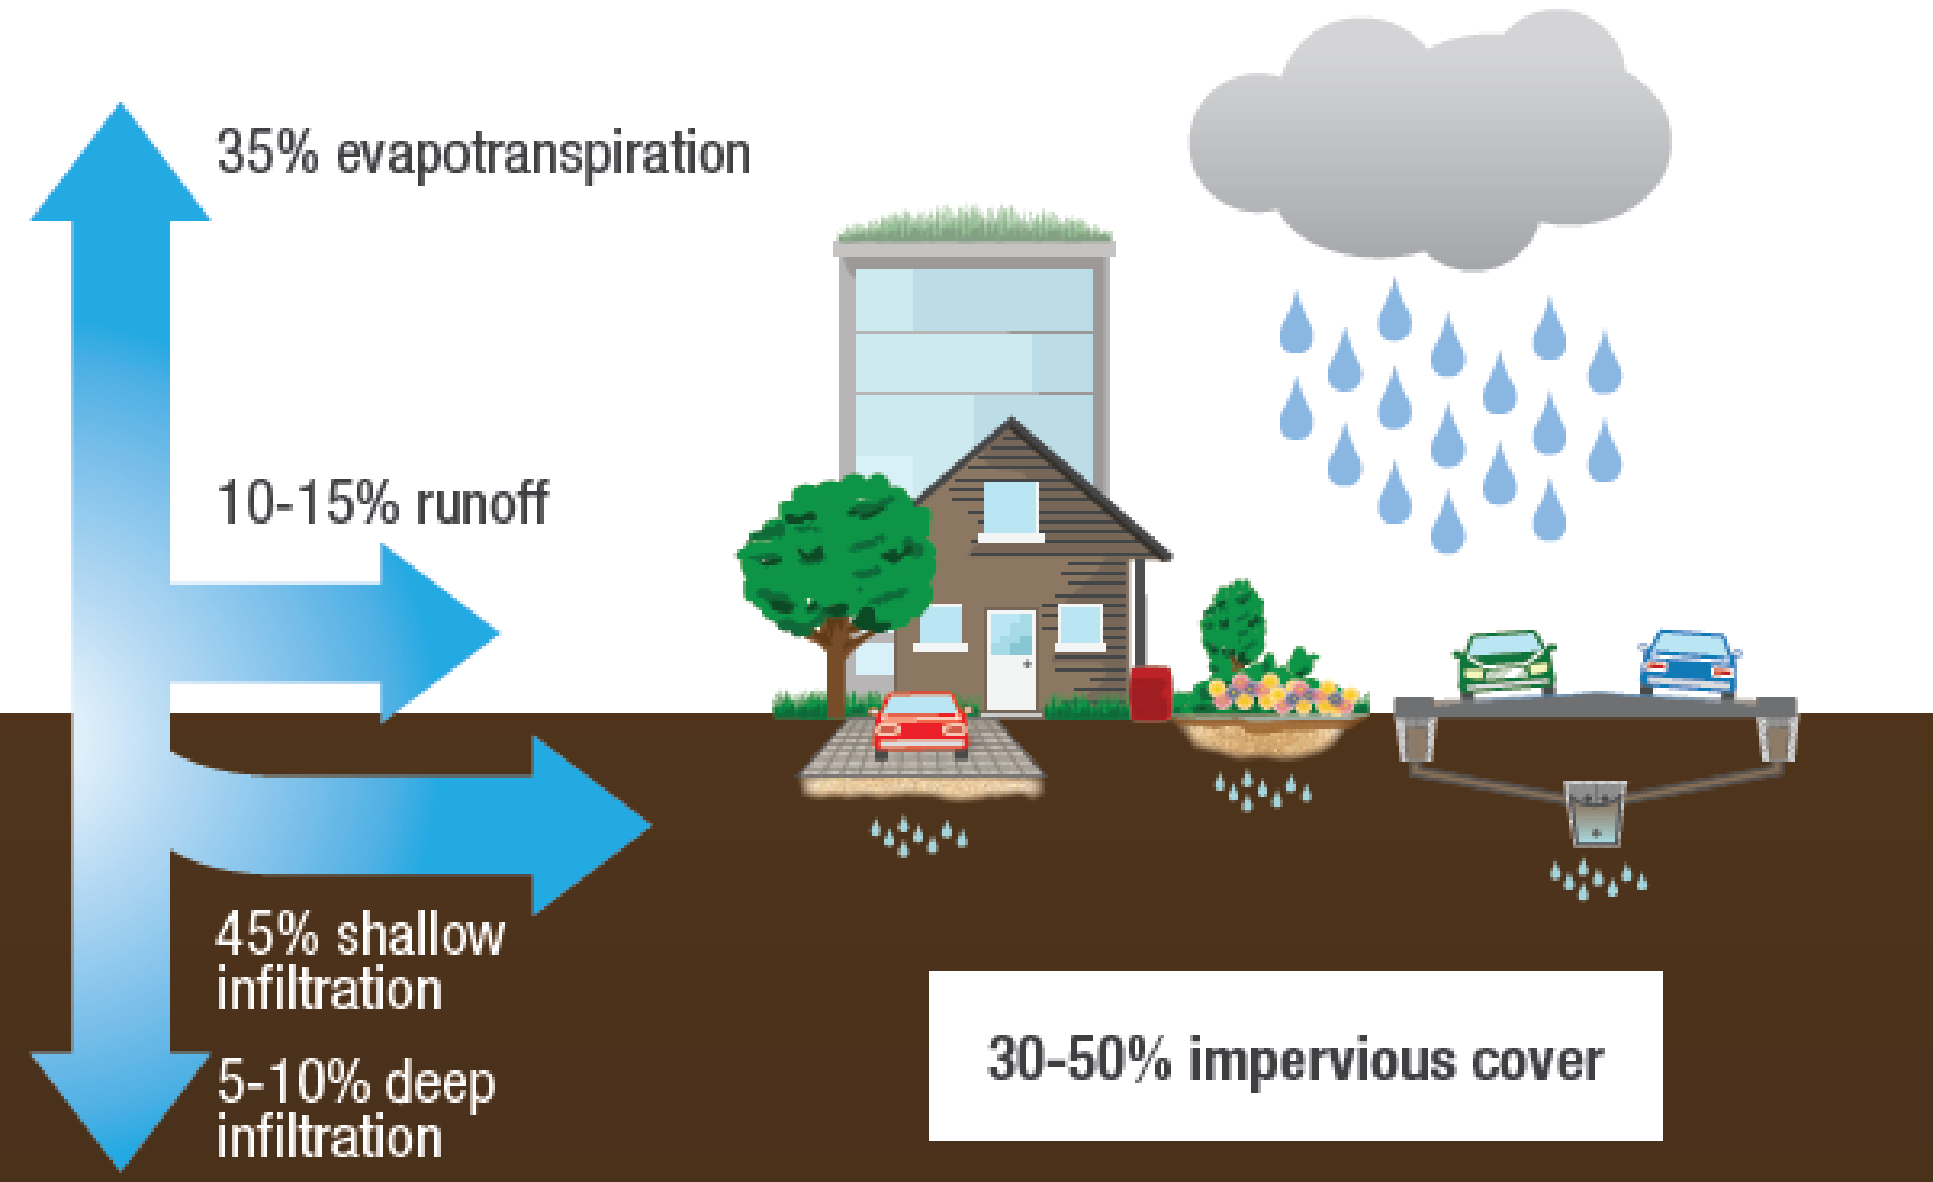 35% evapotranspiration
10-15% runoff
45% shallow
infiltration
5-10% deep
infiltration
30-50% impervious cover